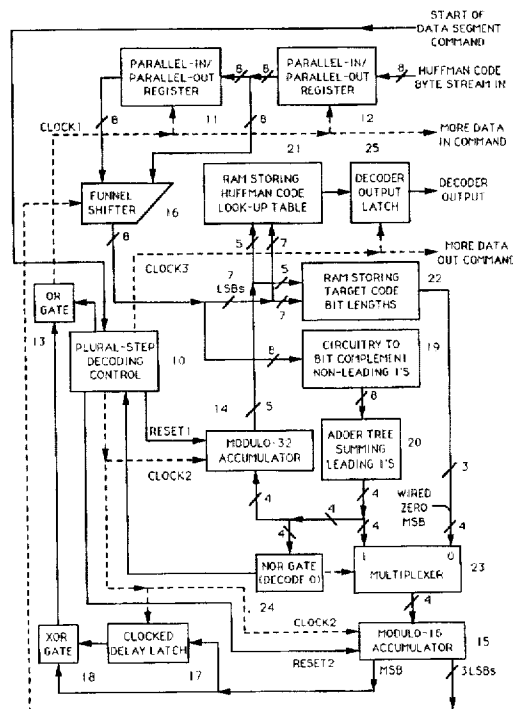 START OF
DATA SEGMENT
COMMAND
PARALLEL-IN/
PARALLEL-OUT
REGISTER
8
8
PARALLEL-IN/
PARALLEL-OUT
REGISTER
8
HUFFMAN CODE
BYTE STREAM IN
CLOCK1
8
11
8
12
MORE DATA
IN COMMAND
21
25
FUNNEL
SHIFTER
16
RAM STORING
HUFFMAN CODE
LOOK-UP TABLE
DECODER
OUTPUT
LATCH
DECODER
OUTPUT
8
5
7
CLOCK3
MORE DATA
OUT COMMAND
7
LSBs
5
7
RAM STORING
TARGET CODE
BIT LENGTHS
22
OR
GATE
13
PLURAL-STEP
DECODING
CONTROL
10
8
CIRCUITRY TO
BIT COMPLEMENT
NON-LEADING 1'S
19
14
5
8
RESET1
MODULO-32
ACCUMULATOR
ADDER TREE
SUMMING
LEADING 1'S
20
CLOCK2
3
4
4
4
4
4
WIRED
ZERO
MSB
4
NOR GATE
(DECODE 0)
1
0
MULTIPLEXER
23
24
CLOCK2
4
XOR
GATE
CLOCKED
DELAY LATCH
MODULO-16
ACCUMULATOR
15
18
17
RESET2
MSB
3LSBs